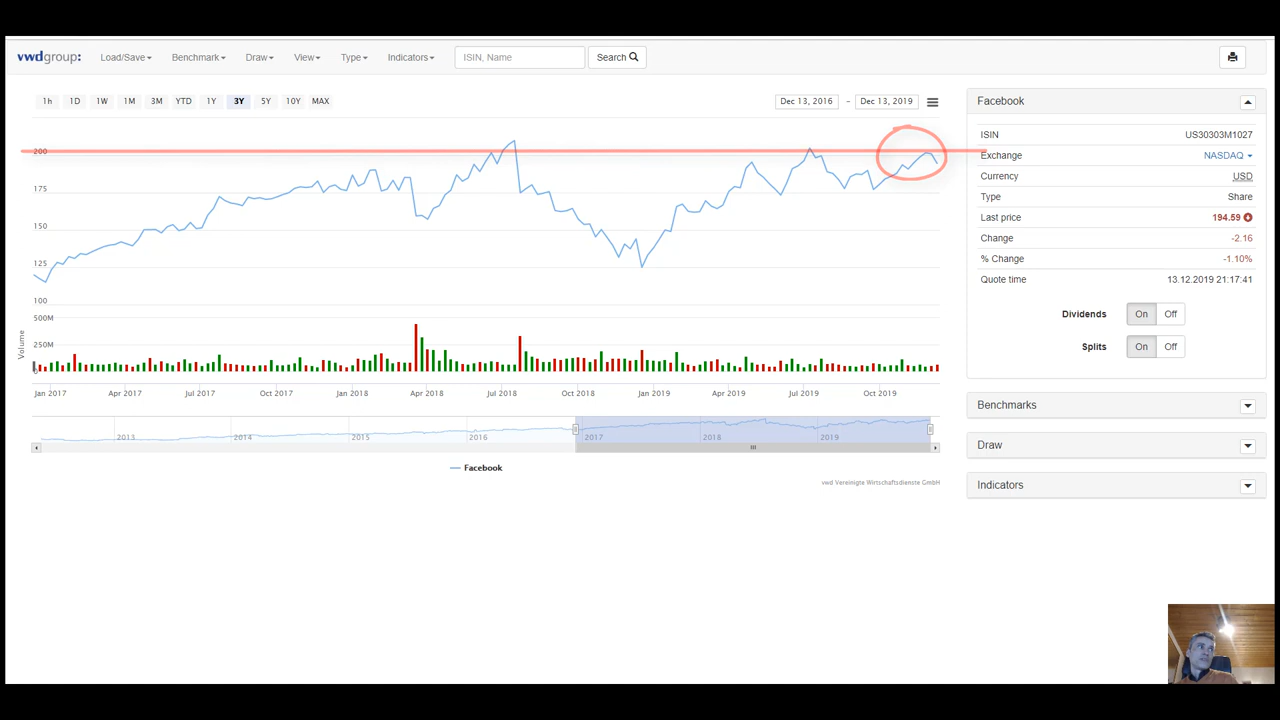 vwdgroup: Load/Save Benchmark Draw View Type Indicators ISIN, Name Search
1h 1D 1W 1M 3M YTD 1Y 3Y 5Y 10Y MAX Dec 13, 2016 – Dec 13, 2019
200
175
150
125
100
500M
250M
0
Volume
Jan 2017 Apr 2017 Jul 2017 Oct 2017 Jan 2018 Apr 2018 Jul 2018 Oct 2018 Jan 2019 Apr 2019 Jul 2019 Oct 2019
2013 2014 2015 2016 2017 2018 2019
Facebook
vwd Vereinigte Wirtschaftsdienste GmbH
Facebook
ISIN US30303M1027
Exchange NASDAQ
Currency USD
Type Share
Last price 194.59
Change -2.16
% Change -1.10%
Quote time 13.12.2019 21:17:41
Dividends On Off
Splits On Off
Benchmarks
Draw
Indicators